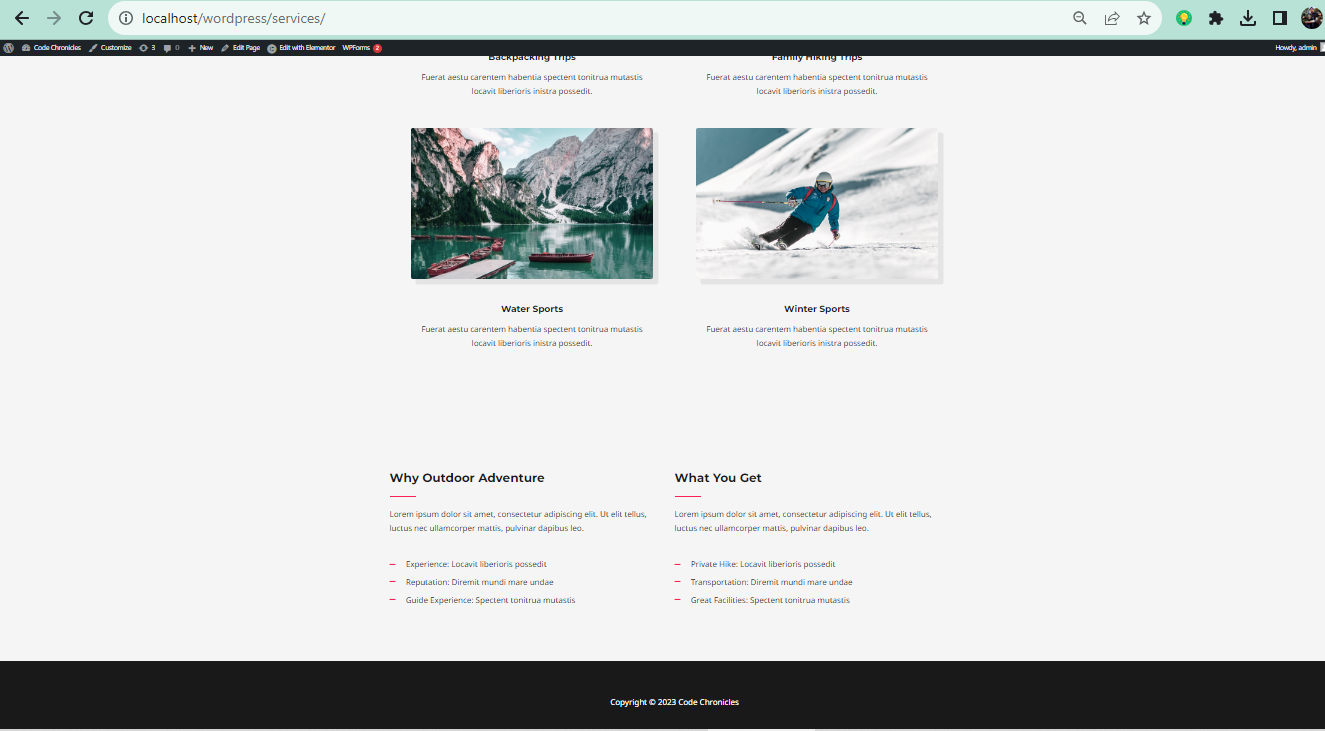 localhost/wordpress/services/
Code Chronicles Customize 3 0 New Edit Page Edit with Elementor WPForms 2 Howdy, admin
Backpacking Trips
Fuerat aestu carentem habentia spectent tonitrua mutastis
locavit liberioris inistra possedit.
Family Hiking Trips
Fuerat aestu carentem habentia spectent tonitrua mutastis
locavit liberioris inistra possedit.
Water Sports
Fuerat aestu carentem habentia spectent tonitrua mutastis
locavit liberioris inistra possedit.
Winter Sports
Fuerat aestu carentem habentia spectent tonitrua mutastis
locavit liberioris inistra possedit.
Why Outdoor Adventure
Lorem ipsum dolor sit amet, consectetur adipiscing elit. Ut elit tellus,
luctus nec ullamcorper mattis, pulvinar dapibus leo.
Experience: Locavit liberioris possedit
Reputation: Diremit mundi mare undae
Guide Experience: Spectent tonitrua mutastis
What You Get
Lorem ipsum dolor sit amet, consectetur adipiscing elit. Ut elit tellus,
luctus nec ullamcorper mattis, pulvinar dapibus leo.
Private Hike: Locavit liberioris possedit
Transportation: Diremit mundi mare undae
Great Facilities: Spectent tonitrua mutastis
Copyright © 2023 Code Chronicles